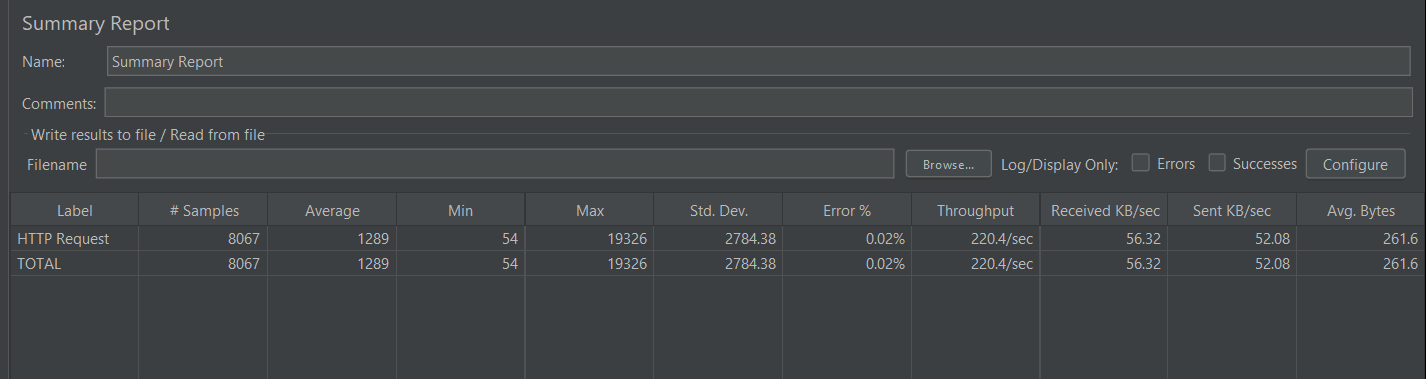 Summary Report
Name: Summary Report
Comments:
Write results to file / Read from file
Filename Browse... Log/Display Only: Errors Successes Configure
Label # Samples Average Min Max Std. Dev. Error % Throughput Received KB/sec Sent KB/sec Avg. Bytes
HTTP Request 8067 1289 54 19326 2784.38 0.02% 220.4/sec 56.32 52.08 261.6
TOTAL 8067 1289 54 19326 2784.38 0.02% 220.4/sec 56.32 52.08 261.6